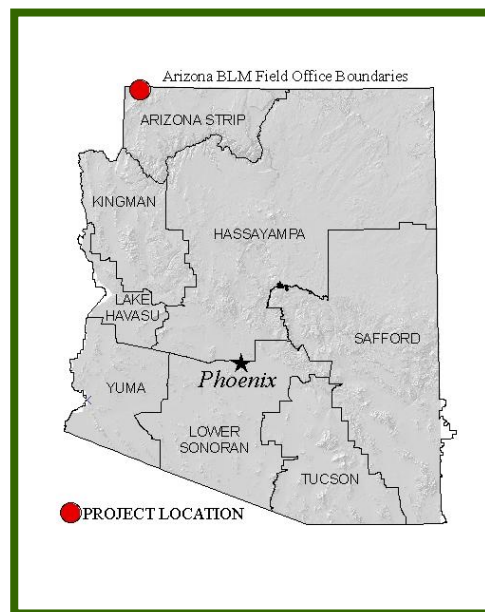 Arizona BLM Field Office Boundaries
ARIZONA STRIP
KINGMAN
HASSAYAMPA
LAKE
HAVASU
SAFFORD
YUMA
Phoenix
LOWER
SONORAN
TUCSON
PROJECT LOCATION